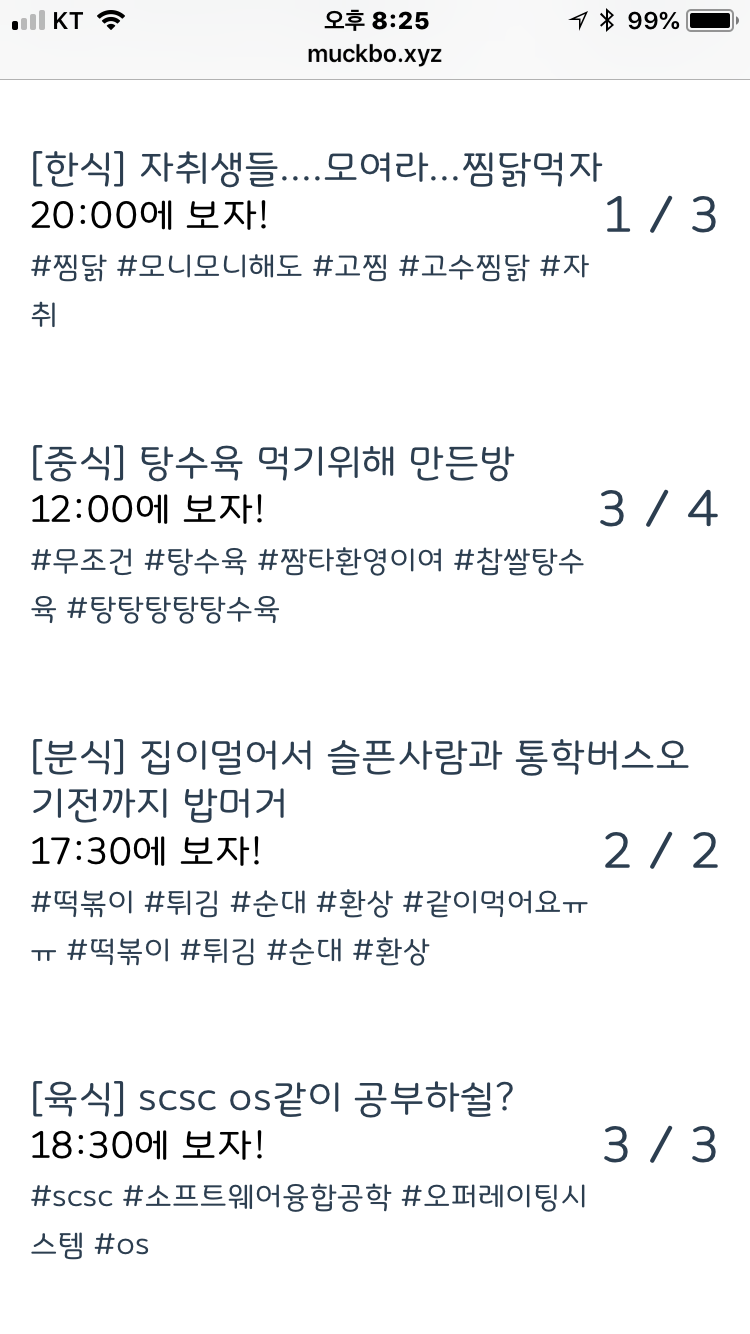 KT 오후 8:25 99%
muckbo.xyz
[한식] 자취생들....모여라...찜닭먹자
20:00에 보자!
1 / 3
#찜닭 #모니모니해도 #고찜 #고수찜닭 #자
취
[중식] 탕수육 먹기위해 만든방
12:00에 보자!
3 / 4
#무조건 #탕수육 #짬타환영이여 #찹쌀탕수
육 #탕탕탕탕탕수육
[분식] 집이멀어서 슬픈사람과 통학버스오
기전까지 밥머거
17:30에 보자!
2 / 2
#떡볶이 #튀김 #순대 #환상 #같이먹어요ㅠ
ㅠ #떡볶이 #튀김 #순대 #환상
[육식] scsc os같이 공부하쉴?
18:30에 보자!
3 / 3
#scsc #소프트웨어융합공학 #오퍼레이팅시
스템 #os